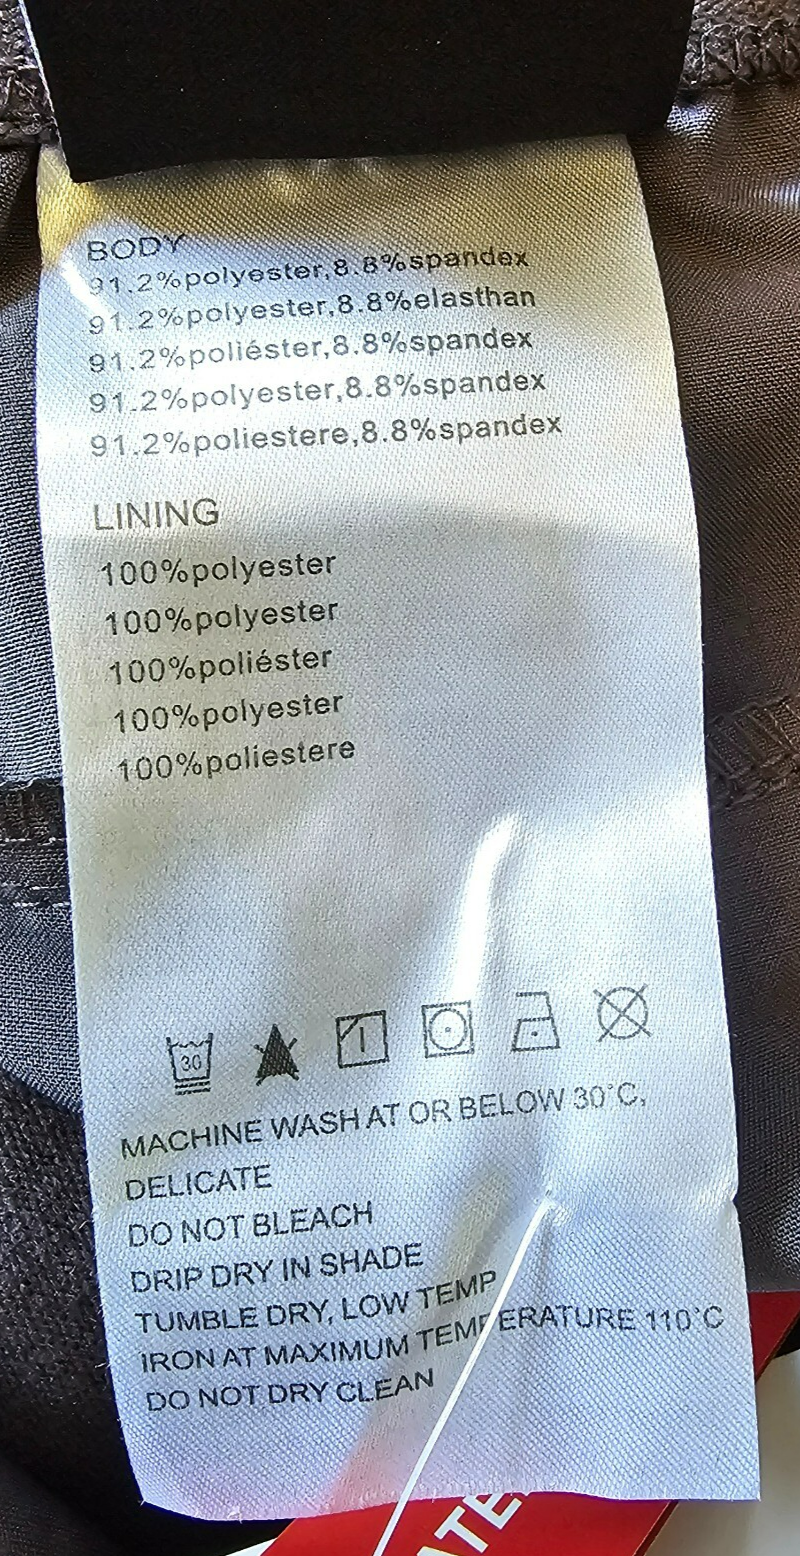 BODY
91.2%polyester,8.8%spandex
91.2%polyester,8.8%elasthan
91.2%poliéster,8.8%spandex
91.2%polyester,8.8%spandex
91.2%poliestere,8.8%spandex
LINING
100%polyester
100%polyester
100%poliéster
100%polyester
100%poliestere
30
MACHINE WASH AT OR BELOW 30°C,
DELICATE
DO NOT BLEACH
DRIP DRY IN SHADE
TUMBLE DRY, LOW TEMP
IRON AT MAXIMUM TEMPERATURE 110°C
DO NOT DRY CLEAN